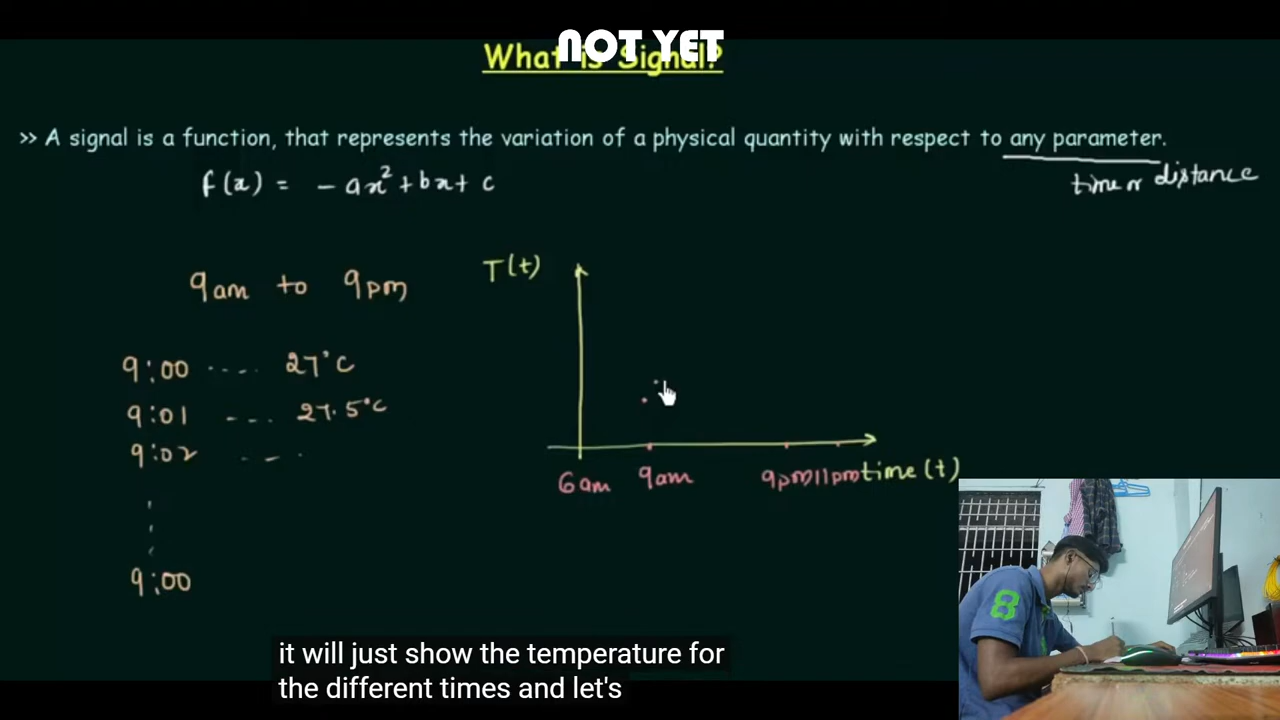 NOT YET
What is Signal?
>> A signal is a function, that represents the variation of a physical quantity with respect to any parameter.
f(x) = - ax² + bx + c
time or distance
9am to 9pm
T(t)
9:00 .... 27°C
9:01 ... 27.5°C
9:02 ...
9:00
6am 9am 9pm 11pm time (t)
8
it will just show the temperature for
the different times and let's